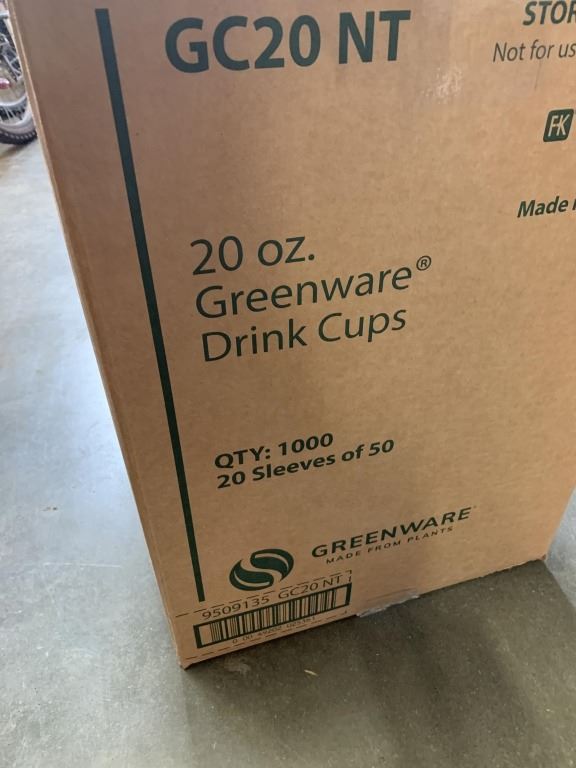 GC20 NT
STOR
Not for us
FK
Made
20 oz.
Greenware®
Drink Cups
QTY: 1000
20 Sleeves of 50
GREENWARE
MADE FROM PLANTS
9509135 GC20 NT